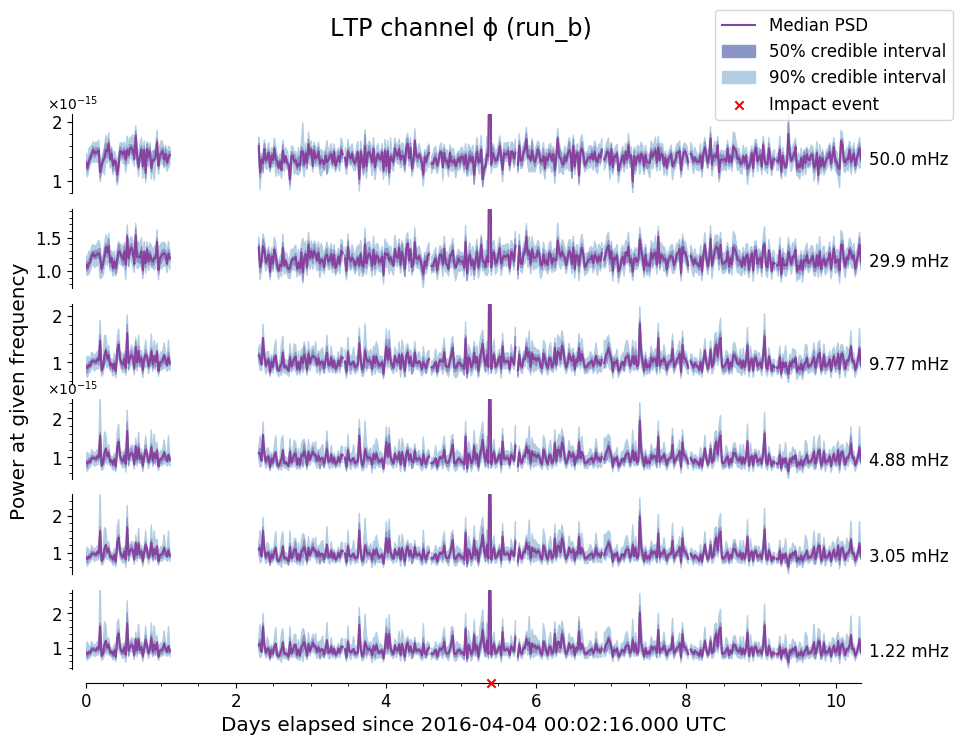 LTP channel ϕ (run_b)
Median PSD
50% credible interval
90% credible interval
Impact event
×10⁻¹⁵
2
1
50.0 mHz
1.5
1.0
29.9 mHz
2
1
9.77 mHz
×10⁻¹⁵
2
1
4.88 mHz
2
1
3.05 mHz
2
1
1.22 mHz
Power at given frequency
0 2 4 6 8 10
Days elapsed since 2016-04-04 00:02:16.000 UTC